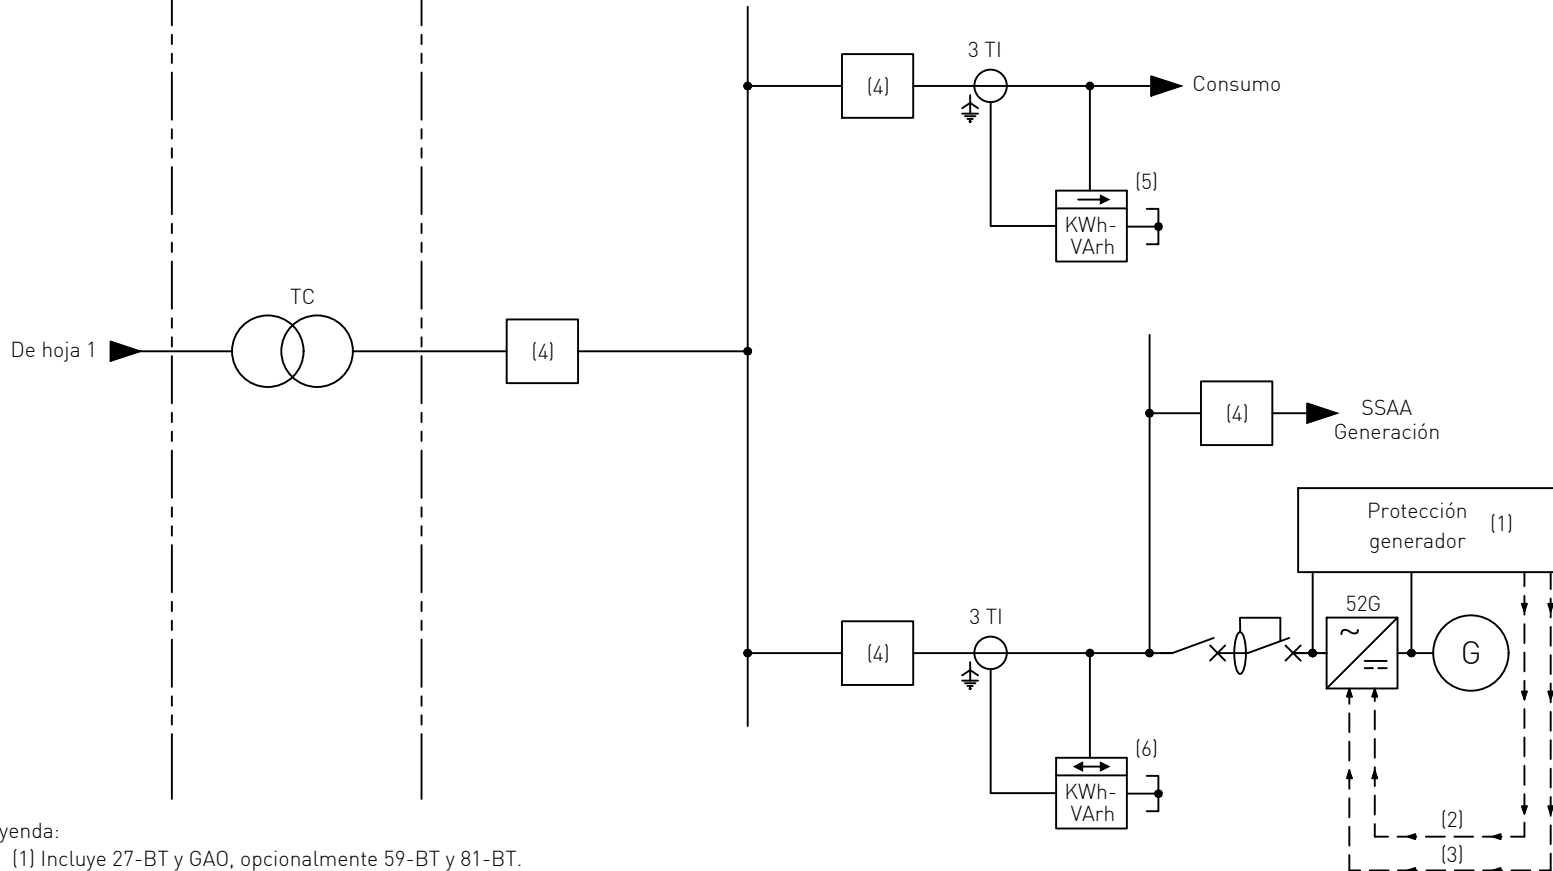 3 TI
(4)
Consumo
(5)
KWh-
VArh
TC
De hoja 1
(4)
(4)
SSAA
Generación
Protección
generador
(1)
3 TI
52G
(4)
G
(6)
KWh-
VArh
(2)
(3)
yenda:
(1) Incluye 27-BT y GAO, opcionalmente 59-BT y 81-BT.